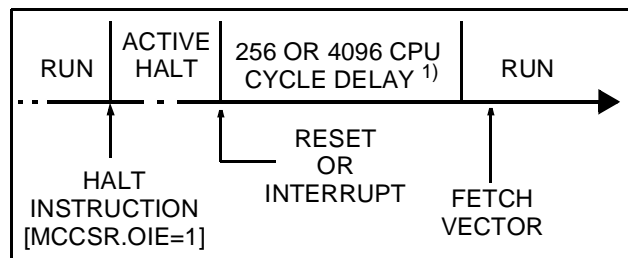 RUN
ACTIVE
HALT
256 OR 4096 CPU
CYCLE DELAY 1)
RUN
HALT
INSTRUCTION
[MCCSR.OIE=1]
RESET
OR
INTERRUPT
FETCH
VECTOR